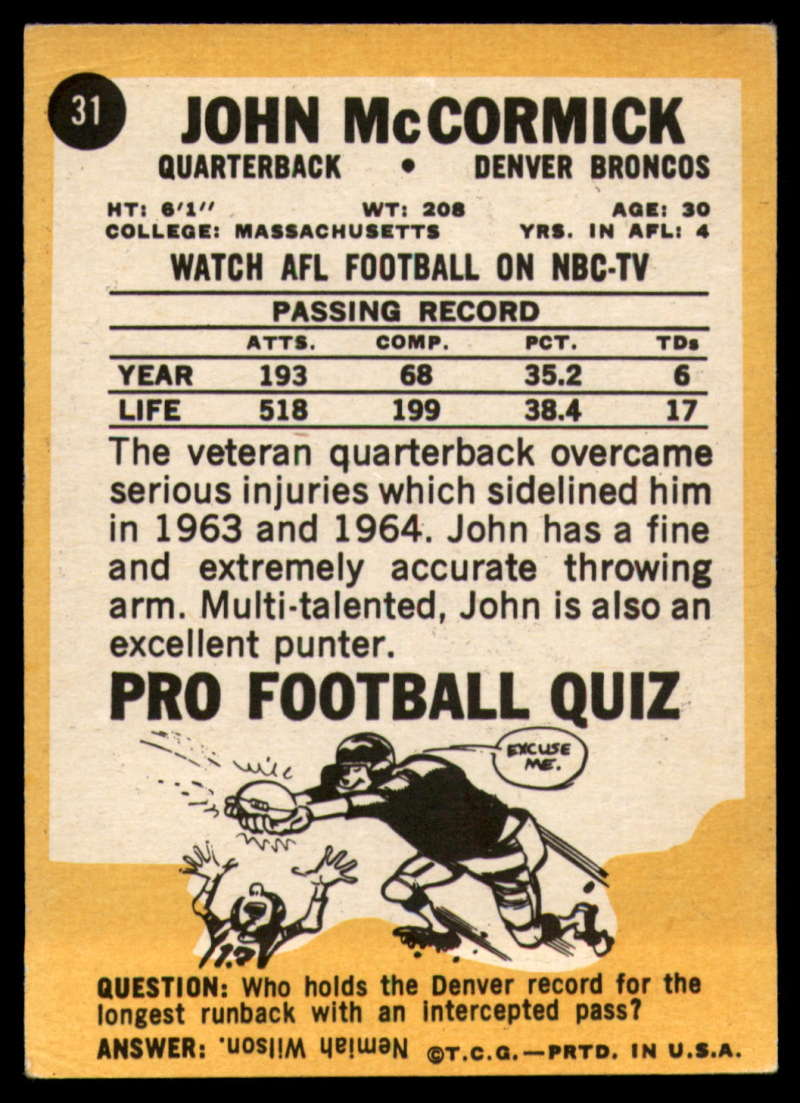 31
JOHN McCORMICK
QUARTERBACK • DENVER BRONCOS
HT: 6'1" WT: 208 AGE: 30
COLLEGE: MASSACHUSETTS YRS. IN AFL: 4
WATCH AFL FOOTBALL ON NBC-TV
PASSING RECORD
ATTS. COMP. PCT. TDs
YEAR 193 68 35.2 6
LIFE 518 199 38.4 17
The veteran quarterback overcame
serious injuries which sidelined him
in 1963 and 1964. John has a fine
and extremely accurate throwing
arm. Multi-talented, John is also an
excellent punter.
PRO FOOTBALL QUIZ
EXCUSE
ME.
QUESTION: Who holds the Denver record for the
longest runback with an intercepted pass?
ANSWER: Nemiah Wilson. ©T.C.G.—PRTD. IN U.S.A.